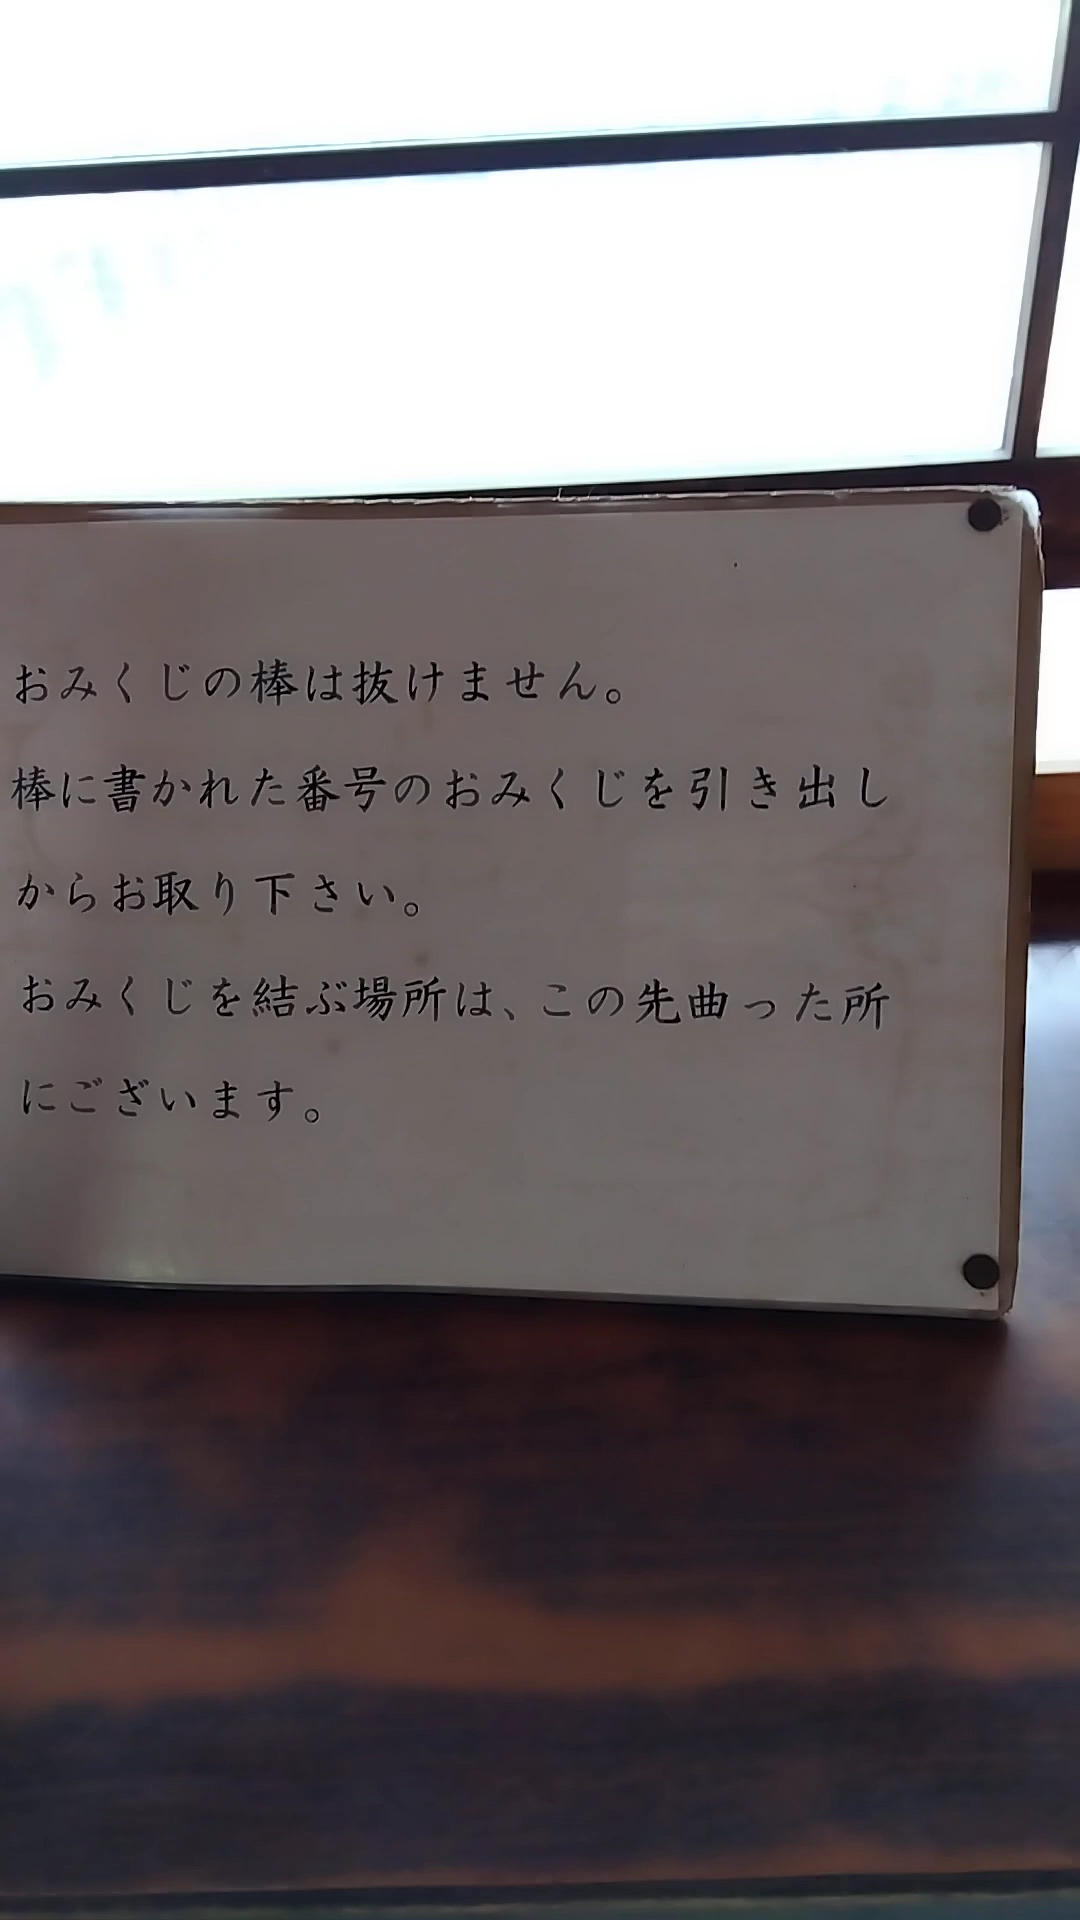 おみくじの棒は抜けません。
棒に書かれた番号のおみくじを引き出し
からお取り下さい。
おみくじを結ぶ場所は、この先曲った所
にございます。